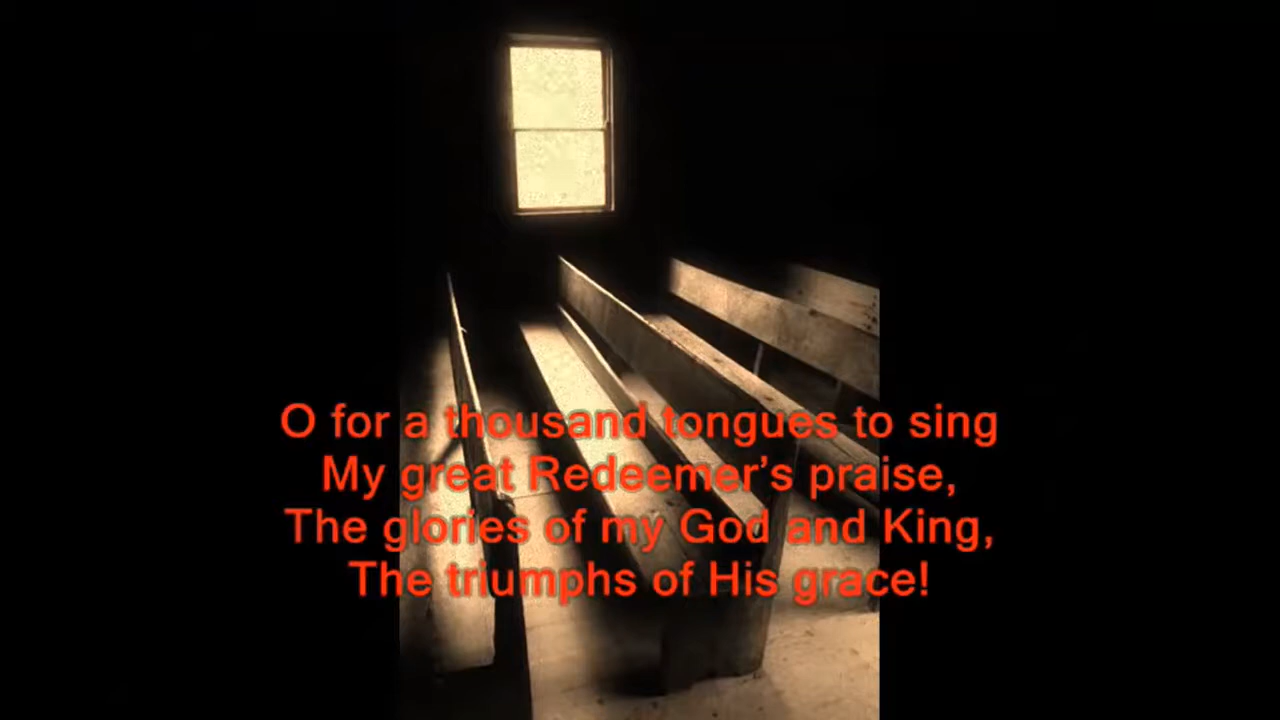 O for a thousand tongues to sing
My great Redeemer’s praise,
The glories of my God and King,
The triumphs of His grace!